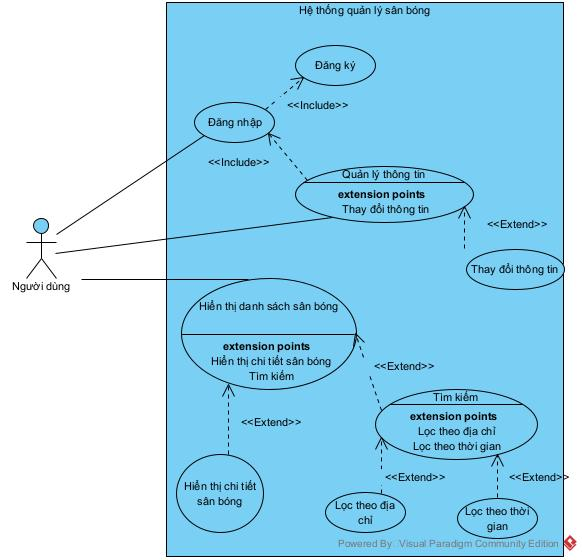 Hệ thống quản lý sân bóng
Đăng ký
<<Include>>
Đăng nhập
<<Include>>
Quản lý thông tin
extension points
Thay đổi thông tin
<<Extend>>
Thay đổi thông tin
Người dùng
Hiển thị danh sách sân bóng
extension points
Hiển thị chi tiết sân bóng
Tìm kiếm
<<Extend>>
Tìm kiếm
extension points
Lọc theo địa chỉ
Lọc theo thời gian
<<Extend>>
Hiển thị chi tiết
sân bóng
<<Extend>>
<<Extend>>
Lọc theo địa
chỉ
Lọc theo thời
gian
Powered By: Visual Paradigm Community Edition